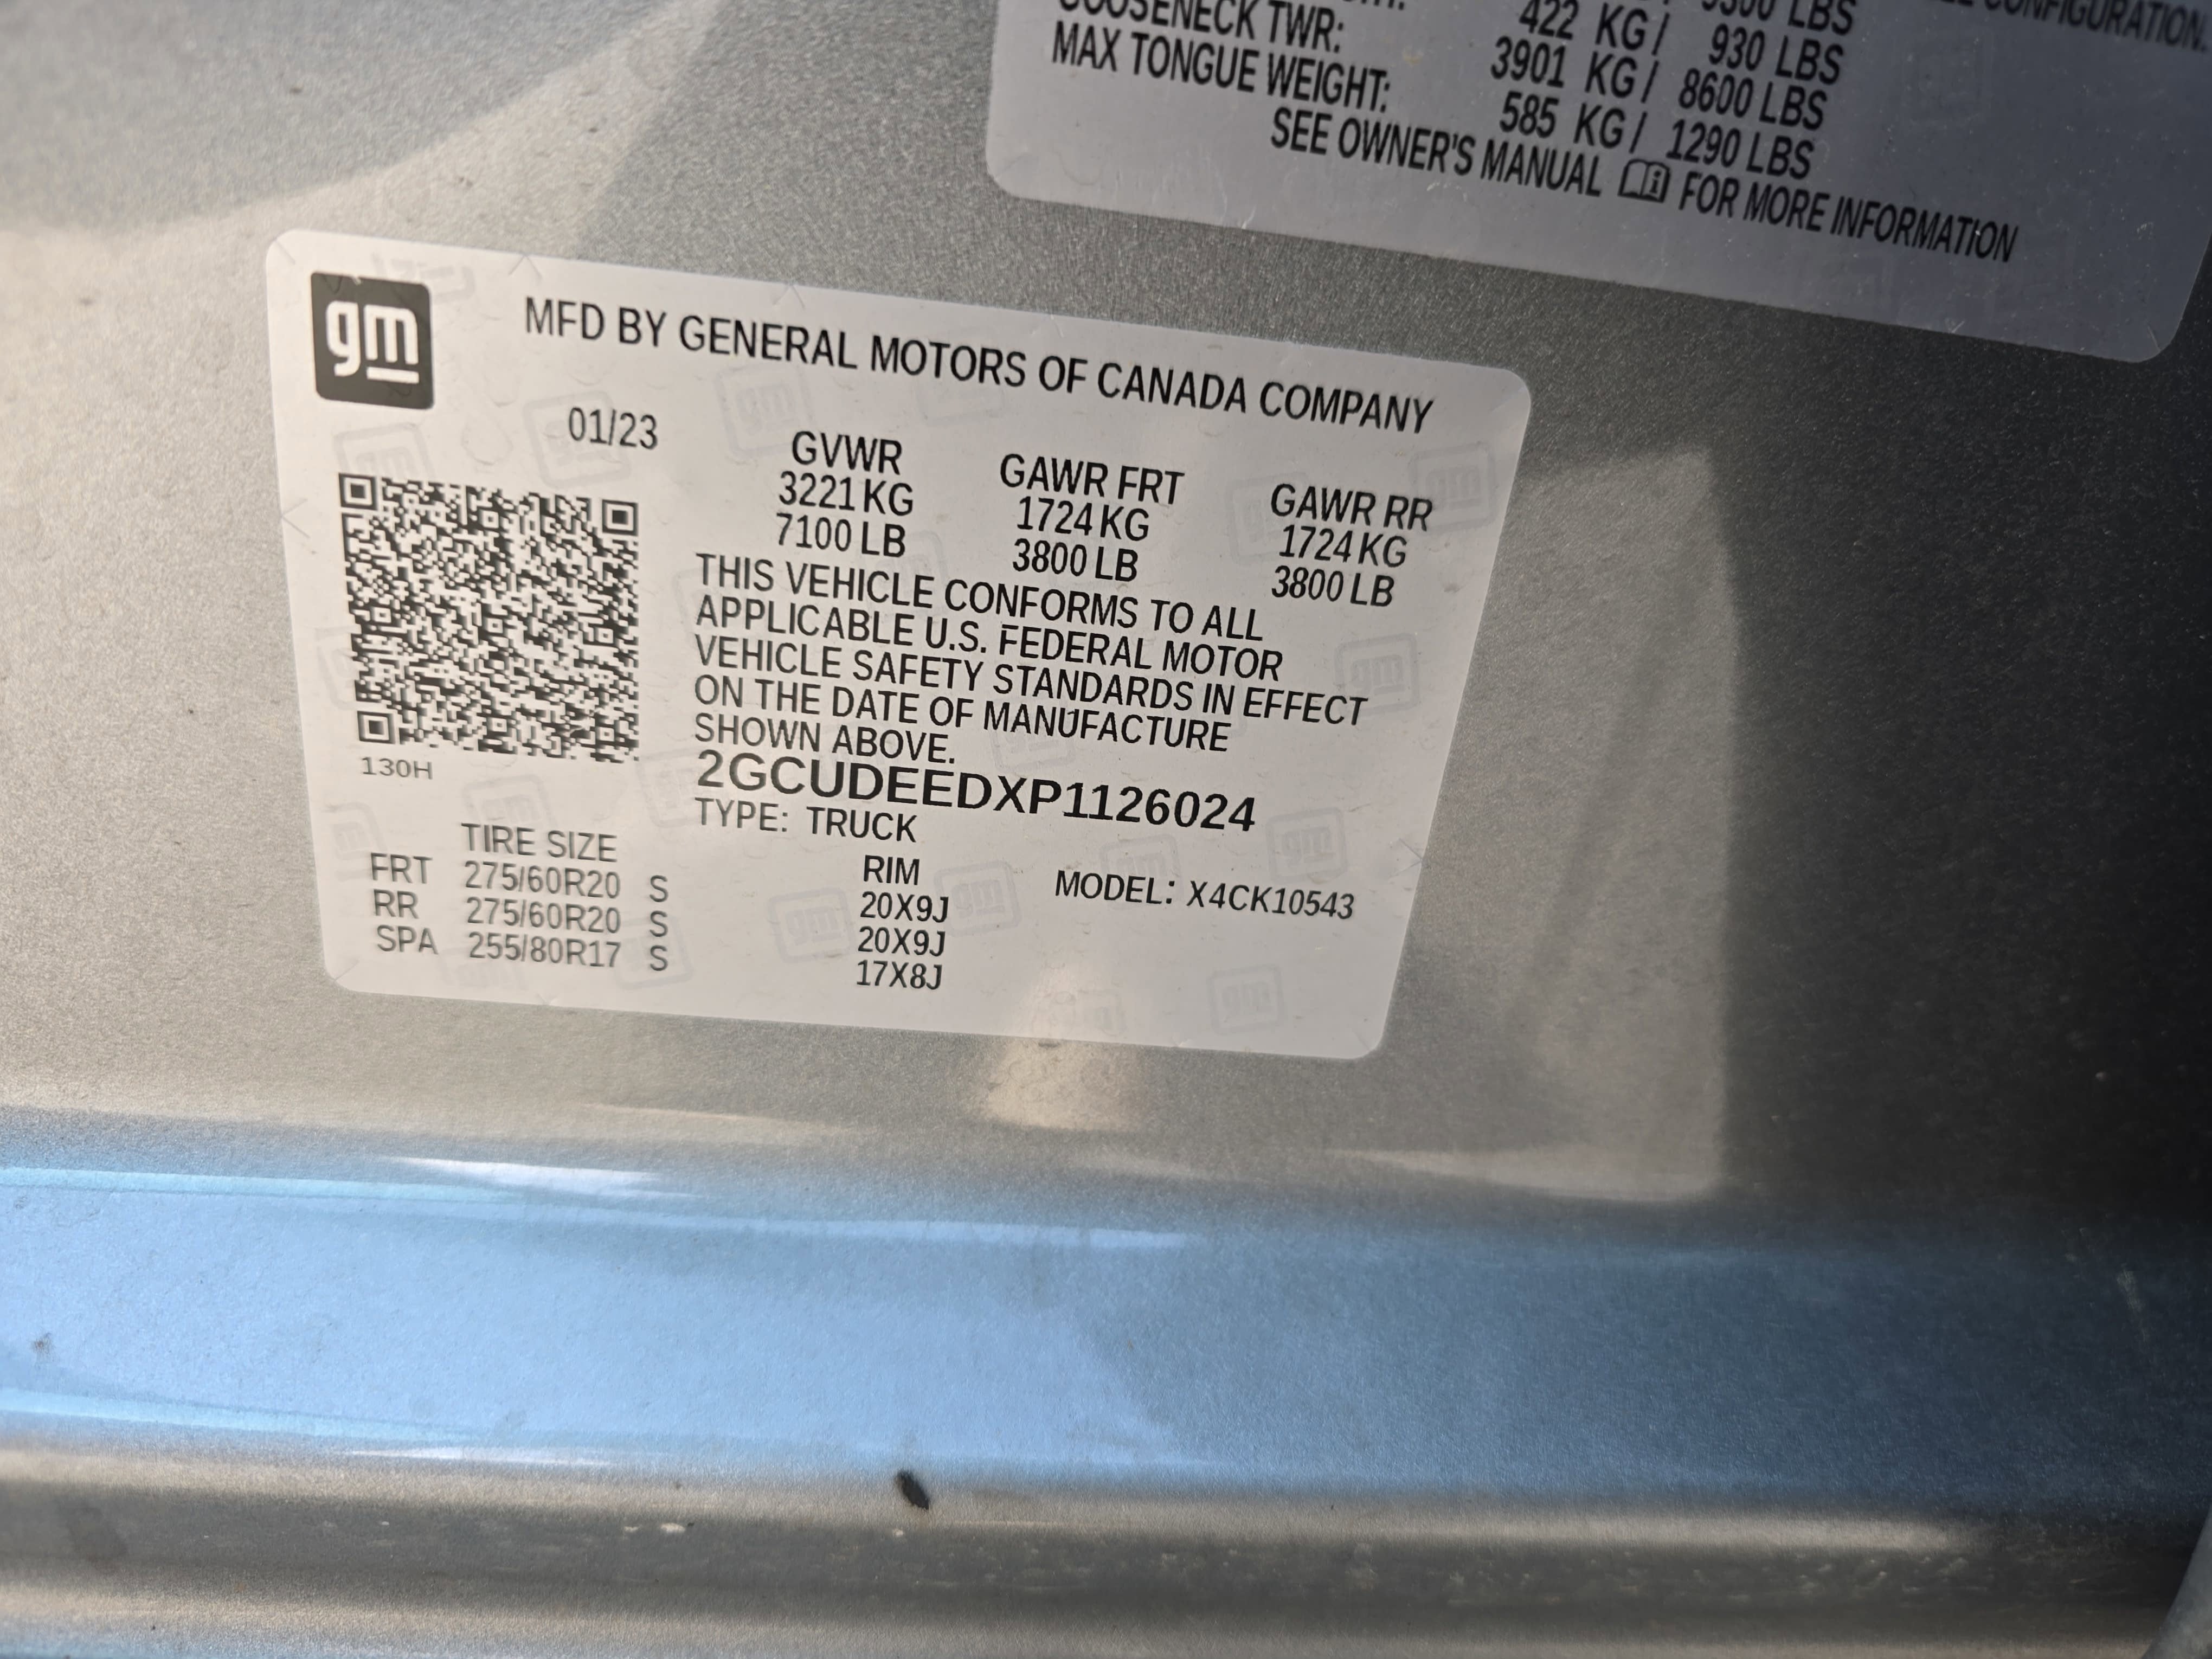 422 KG / 930 LBS
GOOSENECK TWR: 3901 KG / 8600 LBS
MAX TONGUE WEIGHT: 585 KG / 1290 LBS
SEE OWNER'S MANUAL FOR MORE INFORMATION
CONFIGURATION.
gm
MFD BY GENERAL MOTORS OF CANADA COMPANY
01/23
GVWR GAWR FRT GAWR RR
3221 KG 1724 KG 1724 KG
7100 LB 3800 LB 3800 LB
THIS VEHICLE CONFORMS TO ALL
APPLICABLE U.S. FEDERAL MOTOR
VEHICLE SAFETY STANDARDS IN EFFECT
ON THE DATE OF MANUFACTURE
SHOWN ABOVE.
2GCUDEEDXP1126024
130H
TYPE: TRUCK
TIRE SIZE RIM MODEL: X4CK10543
FRT 275/60R20 S 20X9J
RR 275/60R20 S 20X9J
SPA 255/80R17 S 17X8J